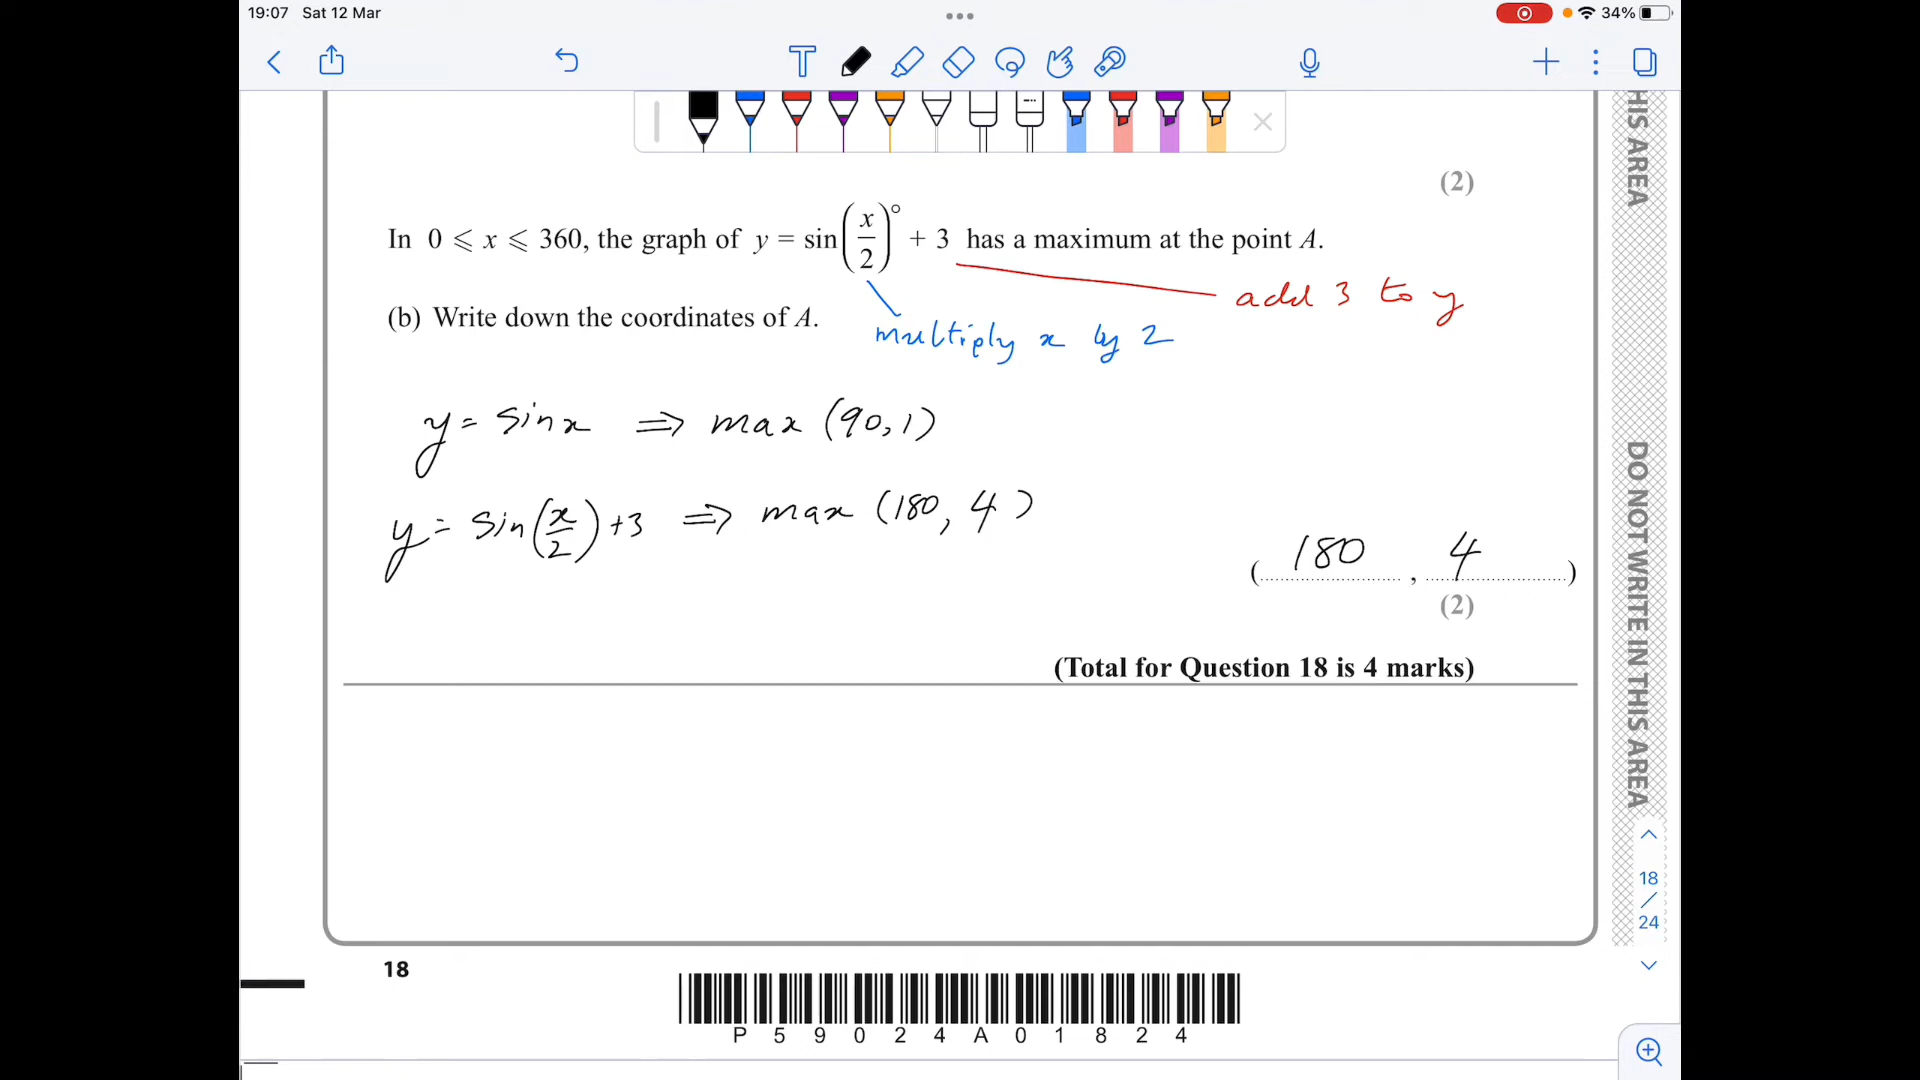 19:07 Sat 12 Mar
34%
HIS AREA
(2)
In 0 ⩽ x ⩽ 360, the graph of y = sin(x/2)° + 3 has a maximum at the point A.
add 3 to y
(b) Write down the coordinates of A.
multiply x by 2
y = sin x ⇒ max (90, 1)
y = sin(x/2) + 3 ⇒ max (180, 4)
(180, 4)
(2)
(Total for Question 18 is 4 marks)
DO NOT WRITE IN THIS AREA
18
/
24
18
P 5 9 0 2 4 A 0 1 8 2 4